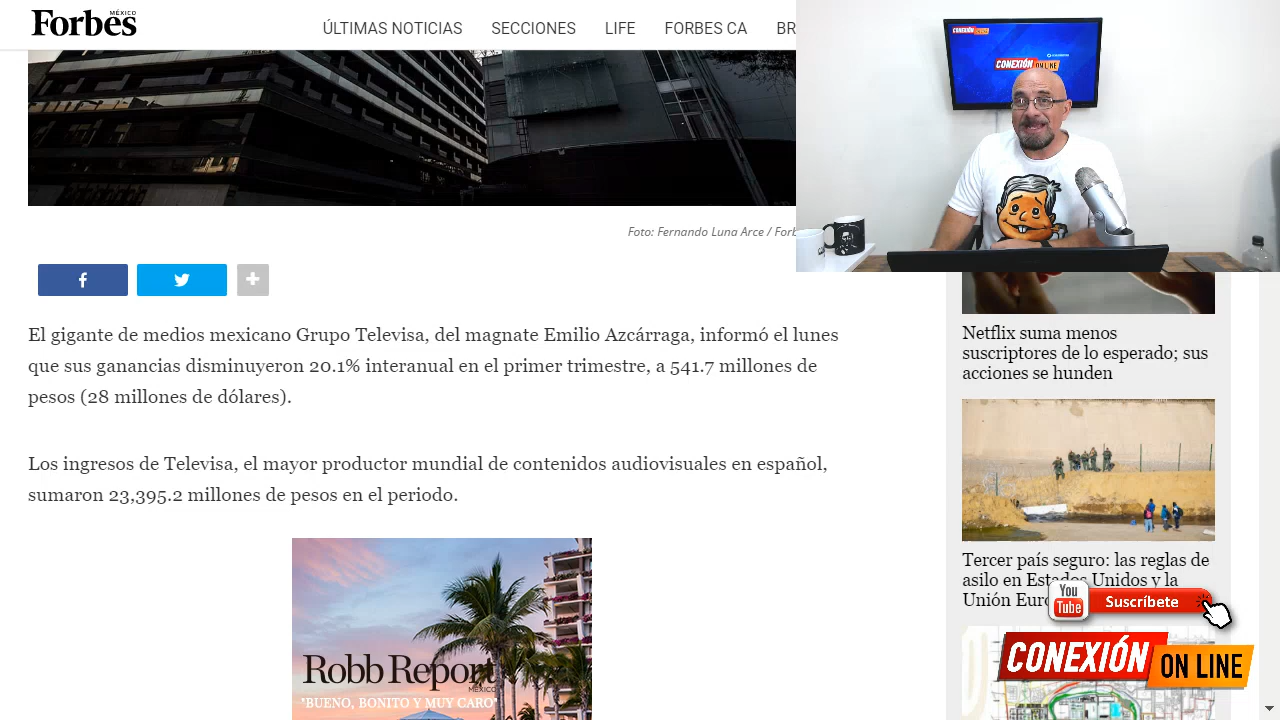 Forbes
MÉXICO
ÚLTIMAS NOTICIAS
SECCIONES
LIFE
FORBES CA
BR
CONEXIÓN ON LINE
CONEXIÓN ON LINE
Foto: Fernando Luna Arce / Forb
El gigante de medios mexicano Grupo Televisa, del magnate Emilio Azcárraga, informó el lunes
que sus ganancias disminuyeron 20.1% interanual en el primer trimestre, a 541.7 millones de
pesos (28 millones de dólares).
Los ingresos de Televisa, el mayor productor mundial de contenidos audiovisuales en español,
sumaron 23,395.2 millones de pesos en el periodo.
Robb Report
MÉXICO
"BUENO, BONITO Y MUY CARO"
Netflix suma menos
suscriptores de lo esperado; sus
acciones se hunden
Tercer país seguro: las reglas de
asilo en Estados Unidos y la
Unión Euro
You
Tube
Suscríbete
CONEXIÓN
ON LINE